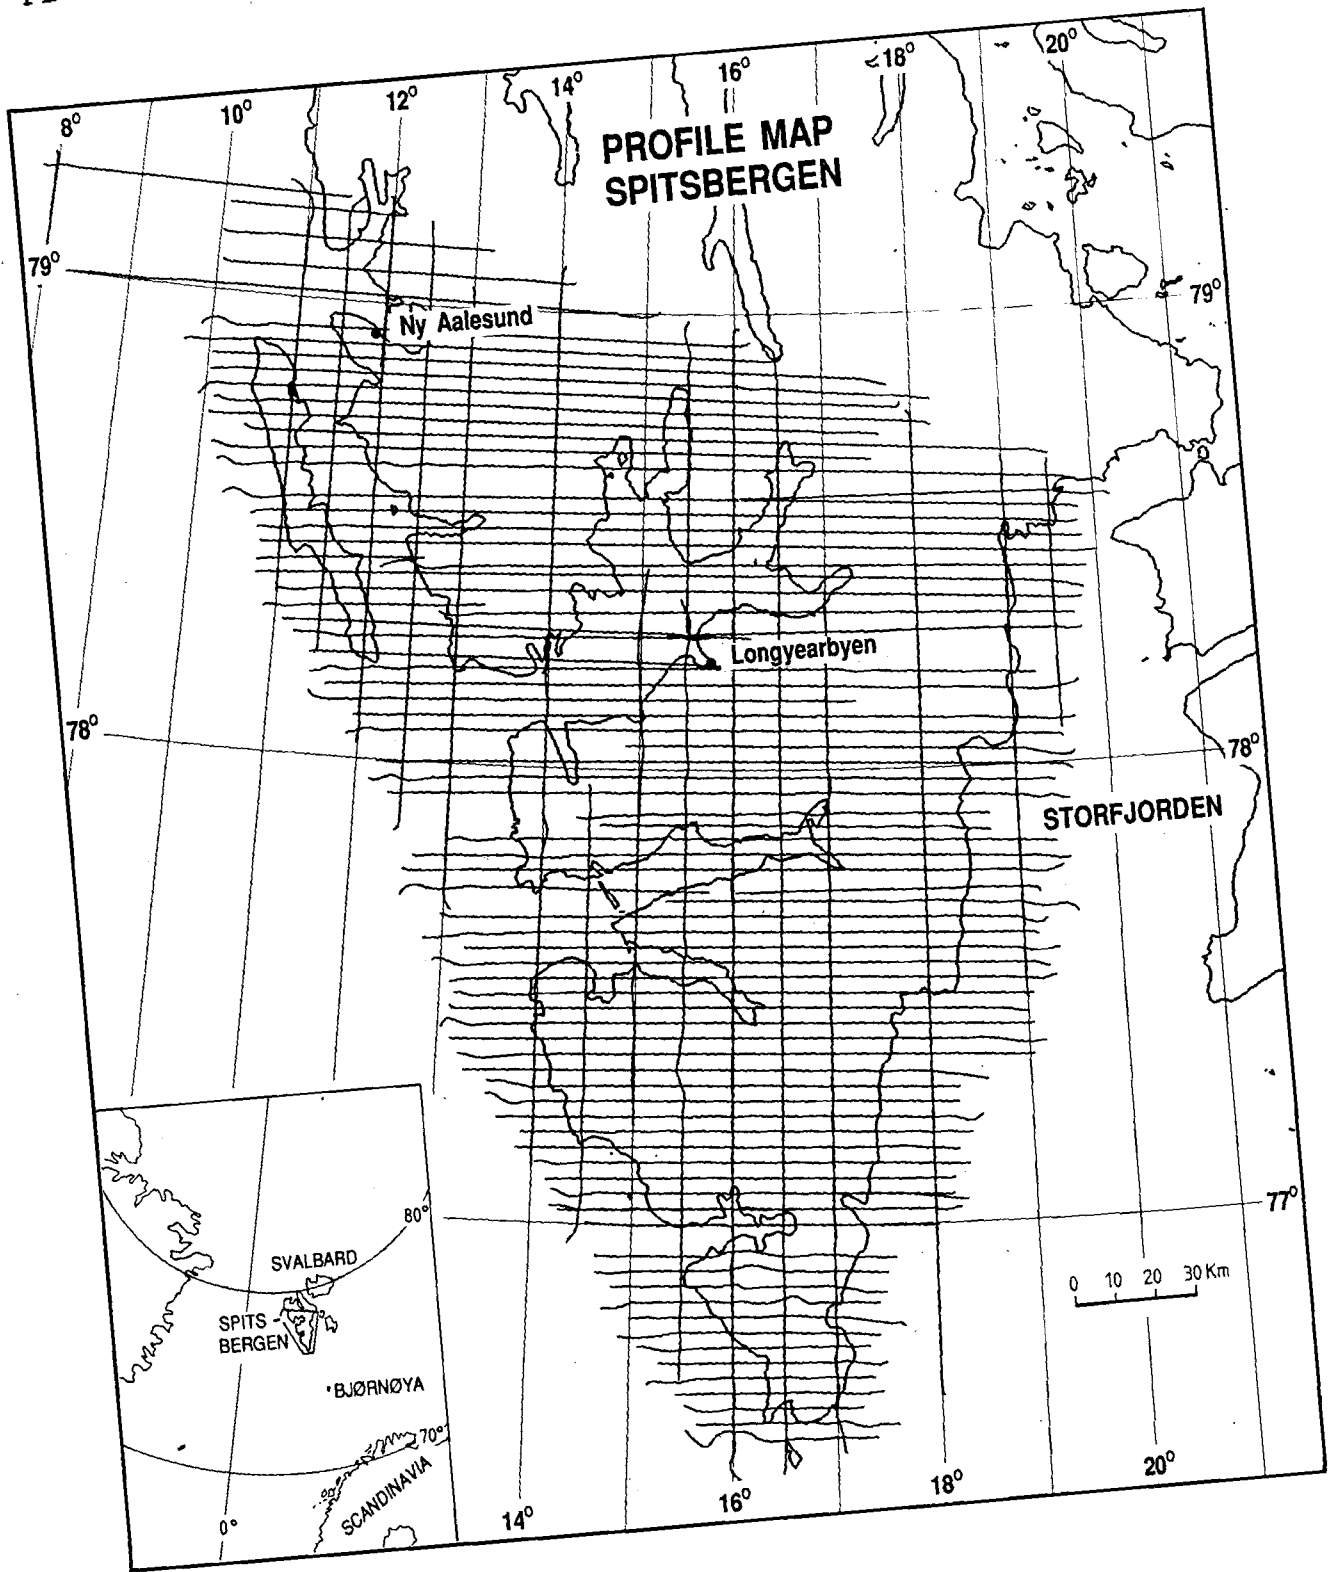 8° 10° 12° 14° 16° 18° 20°
PROFILE MAP
SPITSBERGEN
79°
79°
Ny Aalesund
Longyearbyen
78°
78°
STORFJORDEN
77°
0 10 20 30 Km
80°
SVALBARD
SPITS-
BERGEN
BJØRNØYA
70°
SCANDINAVIA
0°
14° 16° 18° 20°